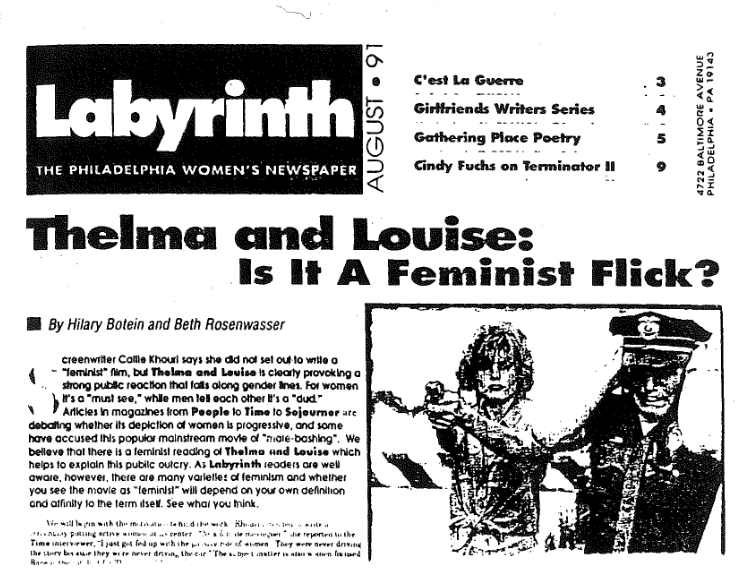 Labyrinth
THE PHILADELPHIA WOMEN'S NEWSPAPER
AUGUST • 91
C'est La Guerre 3
Girlfriends Writers Series 4
Gathering Place Poetry 5
Cindy Fuchs on Terminator II 9
4722 BALTIMORE AVENUE
PHILADELPHIA • PA 19143
Thelma and Louise:
Is It A Feminist Flick?
By Hilary Botein and Beth Rosenwasser
Screenwriter Callie Khouri says she did not set out to write a
"feminist" film, but Thelma and Louise is clearly provoking a
strong public reaction that falls along gender lines. For women
it's a "must see," while men tell each other it's a "dud."
Articles in magazines from People to Time to Sojourner are
debating whether its depiction of women is progressive, and some
have accused this popular mainstream movie of "male-bashing". We
believe that there is a feminist reading of Thelma and Louise which
helps to explain this public outcry. As Labyrinth readers are well
aware, however, there are many varieties of feminism and whether
you see the movie as "feminist" will depend on your own definition
and affinity to the term itself. See what you think.
We will begin with the motivation behind the work. Khouri
putting active women at its center. she reported to the
Time interviewer, "I just got fed up with the role of women. They were never driving
the story because they were never driving the car." The subject matter is also women focused